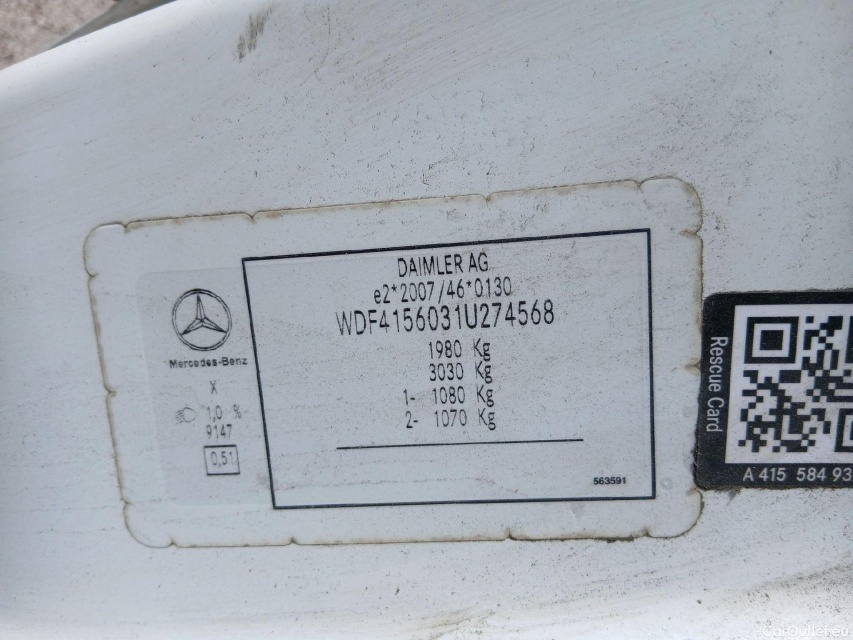 DAIMLER AG
e2*2007/46*0130
WDF4156031U274568
1980 Kg
3030 Kg
1- 1080 Kg
2- 1070 Kg
563591
Mercedes-Benz
X
1,0 %
9147
0,51
Rescue Card
A 415 584 93
CarOutlet.eu